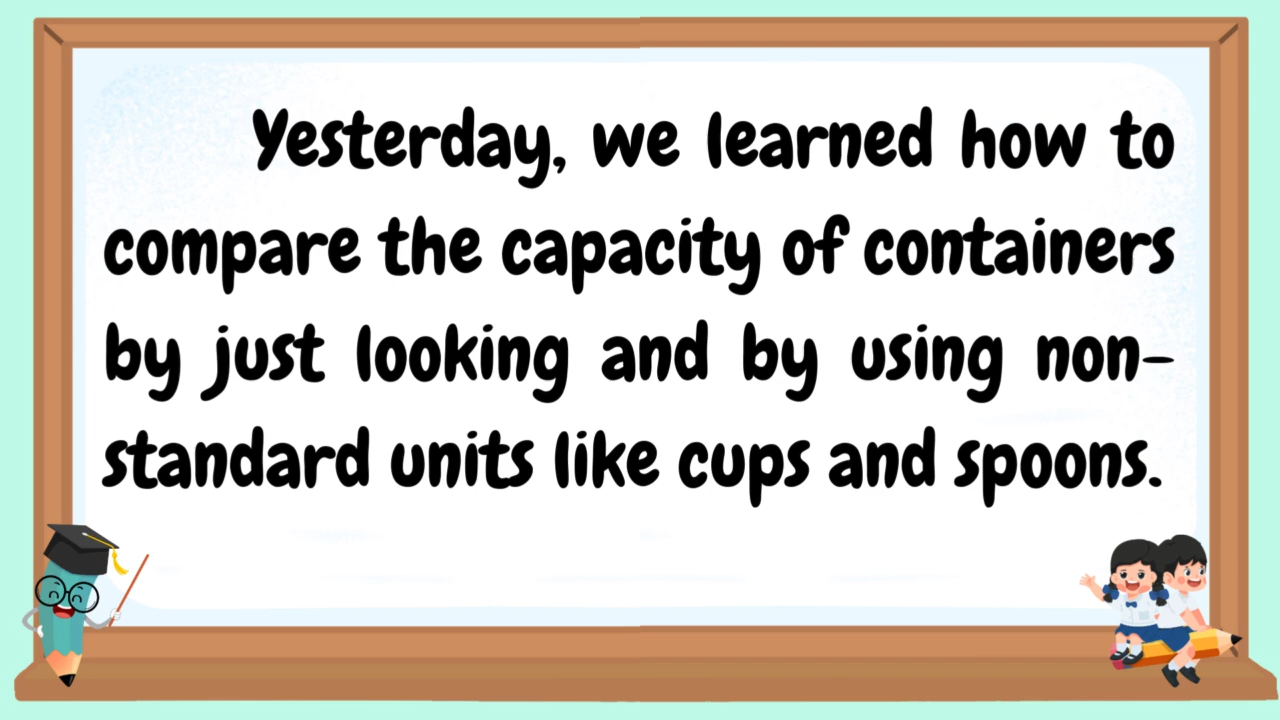 Yesterday, we learned how to
compare the capacity of containers
by just looking and by using non-
standard units like cups and spoons.